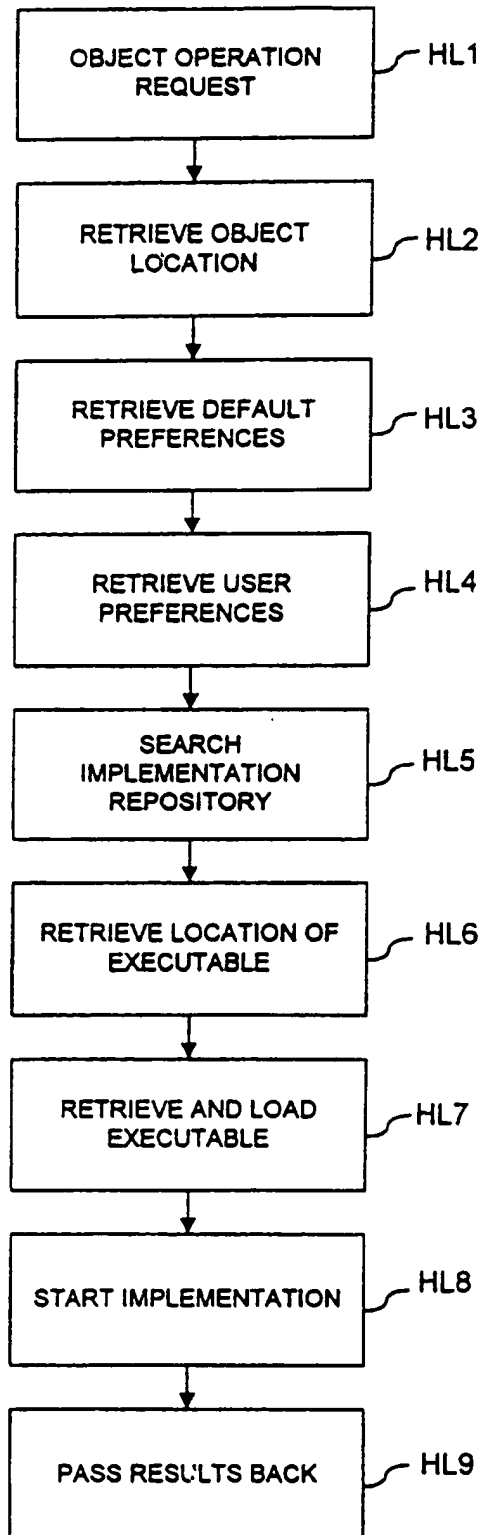 OBJECT OPERATION
REQUEST
HL1
RETRIEVE OBJECT
LOCATION
HL2
RETRIEVE DEFAULT
PREFERENCES
HL3
RETRIEVE USER
PREFERENCES
HL4
SEARCH
IMPLEMENTATION
REPOSITORY
HL5
RETRIEVE LOCATION OF
EXECUTABLE
HL6
RETRIEVE AND LOAD
EXECUTABLE
HL7
START IMPLEMENTATION
HL8
PASS RESULTS BACK
HL9